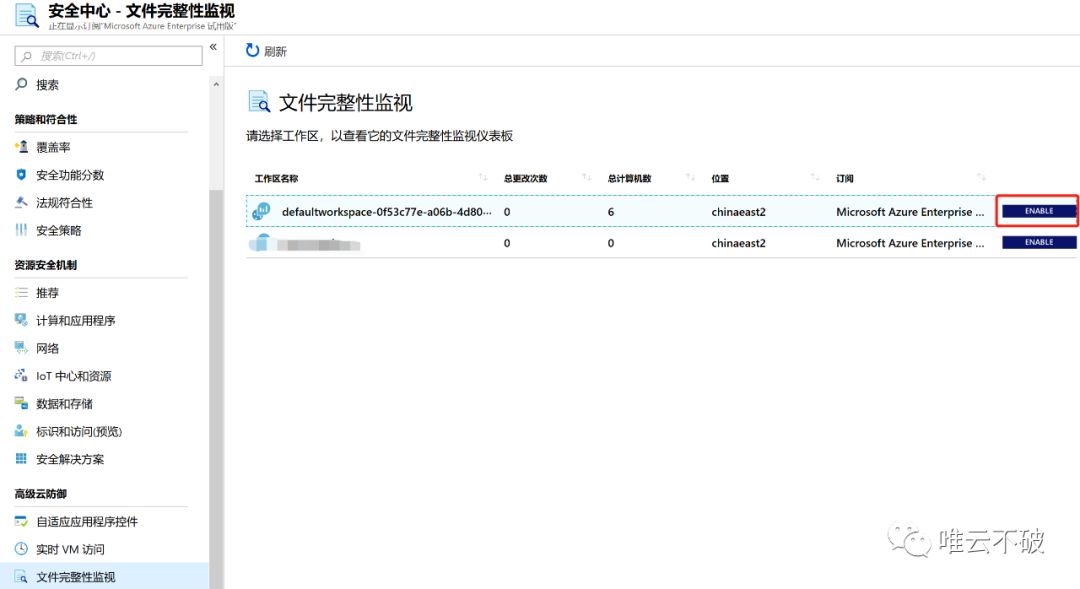 安全中心 - 文件完整性监视
正在显示订阅"Microsoft Azure Enterprise 试用版"
搜索(Ctrl+/)
«
刷新
搜索
策略和符合性
覆盖率
安全功能分数
法规符合性
安全策略
资源安全机制
推荐
计算和应用程序
网络
IoT 中心和资源
数据和存储
标识和访问(预览)
安全解决方案
高级云防御
自适应应用程序控件
实时 VM 访问
文件完整性监视
文件完整性监视
请选择工作区，以查看它的文件完整性监视仪表板
工作区名称 总更改次数 总计算机数 位置 订阅
defaultworkspace-0f53c77e-a06b-4d80... 0 6 chinaeast2 Microsoft Azure Enterprise ... ENABLE
0 0 chinaeast2 Microsoft Azure Enterprise ... ENABLE
唯云不破